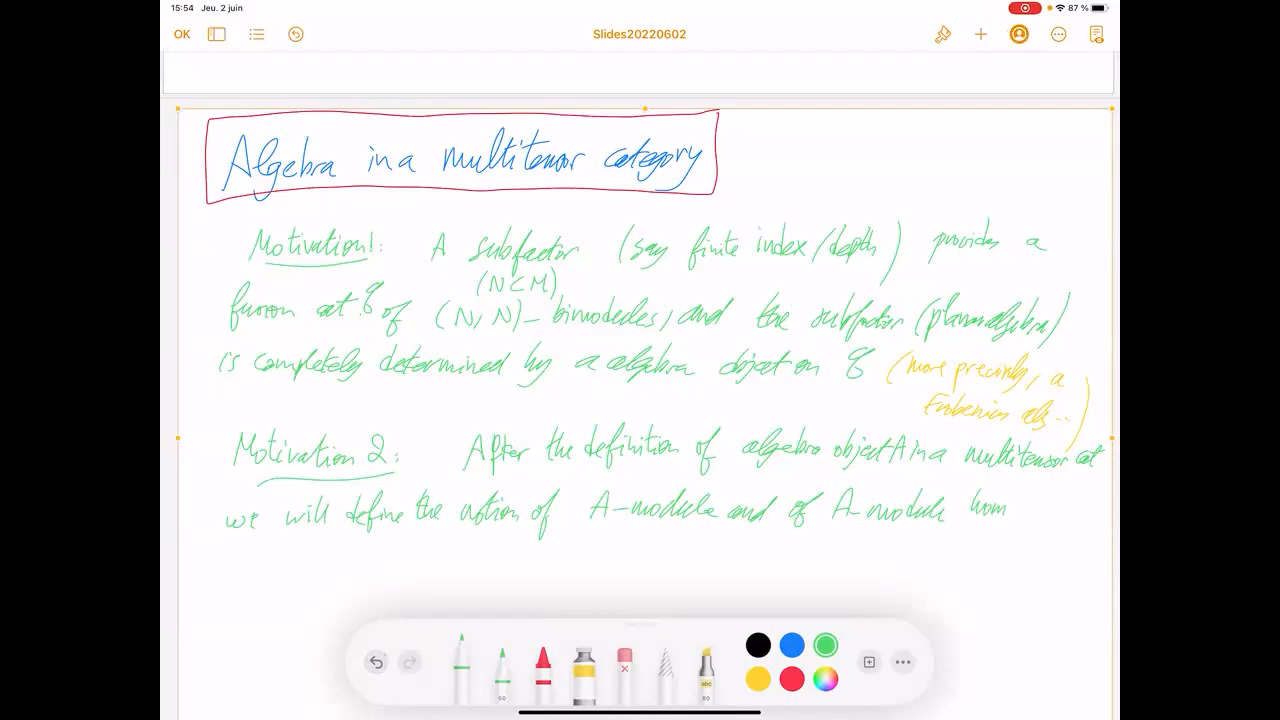 15:54 Jeu. 2 juin
87 %
OK
Slides20220602
Algebra in a multitensor category
Motivation1: A subfactor (say finite index/depth) provides a
(N⊂M)
fusion cat. 𝒞 of (N,N)-bimodules, and the subfactor (planar algebra)
is completely determined by a algebra object on 𝒞 (more precisely, a
Frobenius alg...)
Motivation 2: After the definition of algebra object A in a multitensor cat
we will define the notion of A-module and of A-module hom